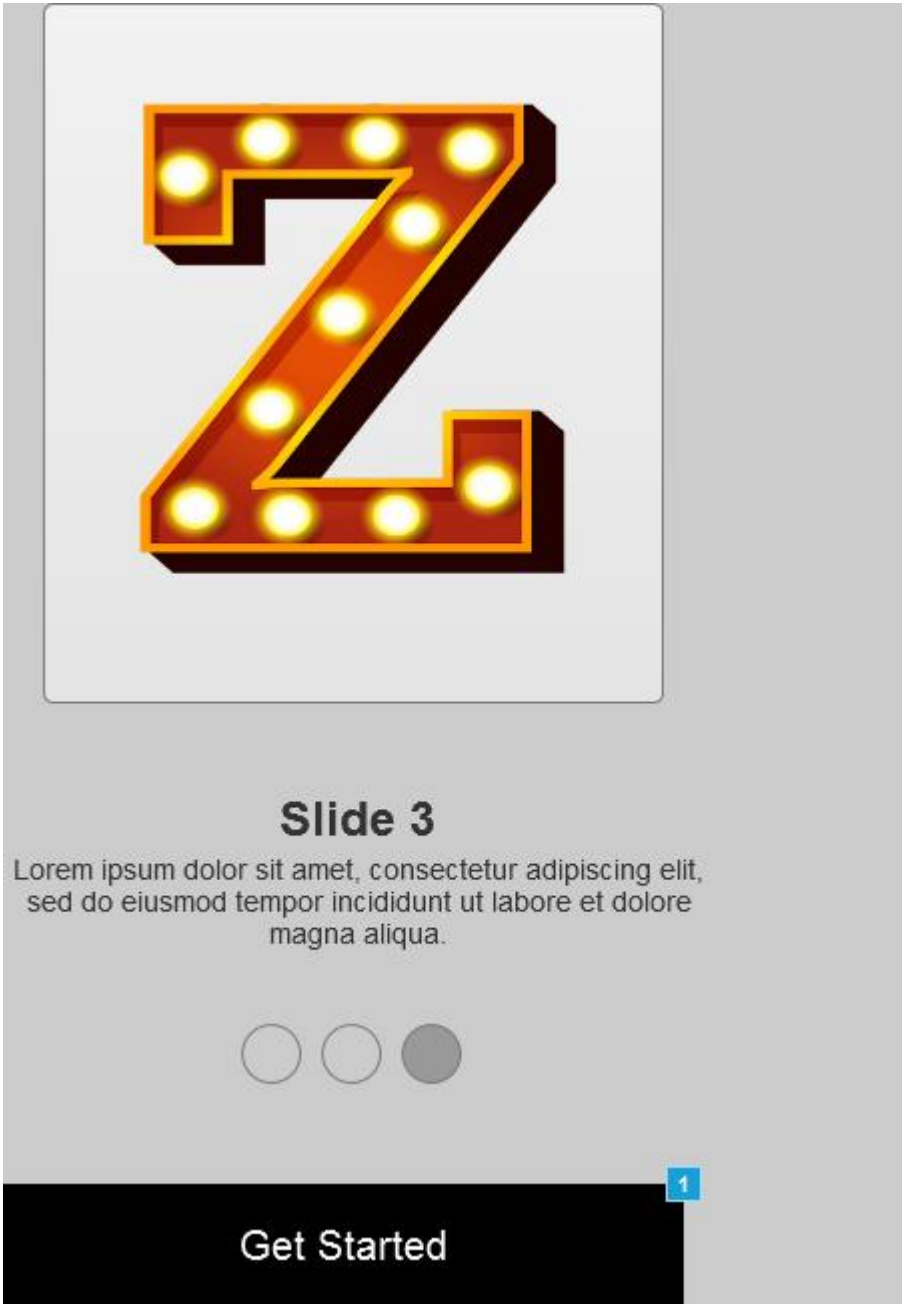 Z
Slide 3
Lorem ipsum dolor sit amet, consectetur adipiscing elit,
sed do eiusmod tempor incididunt ut labore et dolore
magna aliqua.
1
Get Started